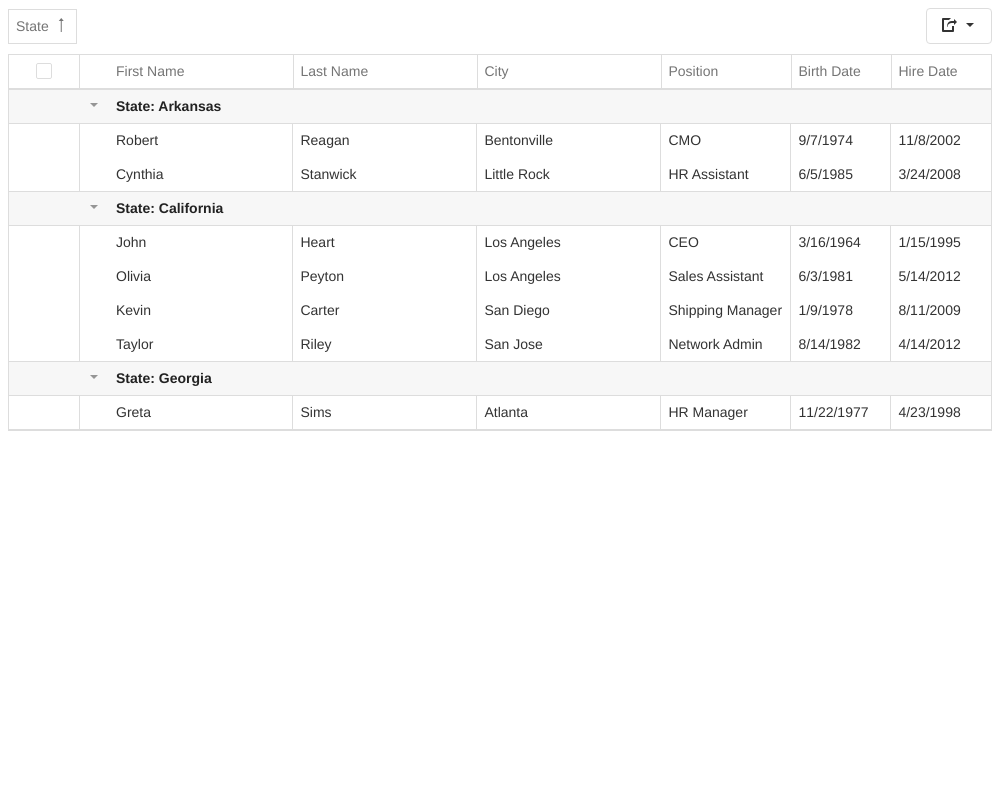 State
First Name Last Name City Position Birth Date Hire Date
State: Arkansas
Robert Reagan Bentonville CMO 9/7/1974 11/8/2002
Cynthia Stanwick Little Rock HR Assistant 6/5/1985 3/24/2008
State: California
John Heart Los Angeles CEO 3/16/1964 1/15/1995
Olivia Peyton Los Angeles Sales Assistant 6/3/1981 5/14/2012
Kevin Carter San Diego Shipping Manager 1/9/1978 8/11/2009
Taylor Riley San Jose Network Admin 8/14/1982 4/14/2012
State: Georgia
Greta Sims Atlanta HR Manager 11/22/1977 4/23/1998